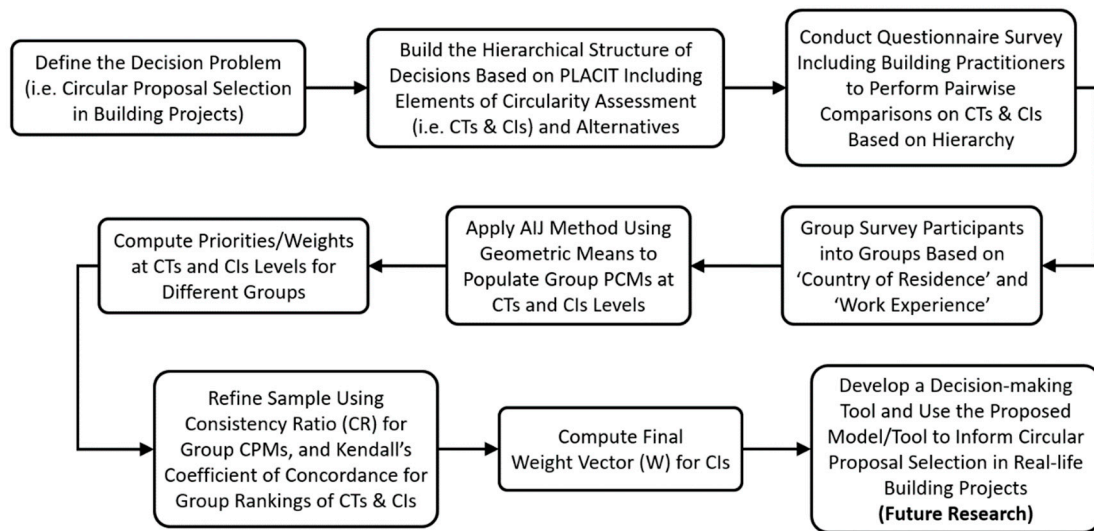 Define the Decision Problem
(i.e. Circular Proposal Selection
in Building Projects)
Build the Hierarchical Structure of
Decisions Based on PLACIT Including
Elements of Circularity Assessment
(i.e. CTs & CIs) and Alternatives
Conduct Questionnaire Survey
Including Building Practitioners
to Perform Pairwise
Comparisons on CTs & CIs
Based on Hierarchy
Group Survey Participants
into Groups Based on
‘Country of Residence’ and
‘Work Experience’
Apply AIJ Method Using
Geometric Means to
Populate Group PCMs at
CTs and CIs Levels
Compute Priorities/Weights
at CTs and CIs Levels for
Different Groups
Refine Sample Using
Consistency Ratio (CR) for
Group CPMs, and Kendall’s
Coefficient of Concordance for
Group Rankings of CTs & CIs
Compute Final
Weight Vector (W) for CIs
Develop a Decision-making
Tool and Use the Proposed
Model/Tool to Inform Circular
Proposal Selection in Real-life
Building Projects
(Future Research)